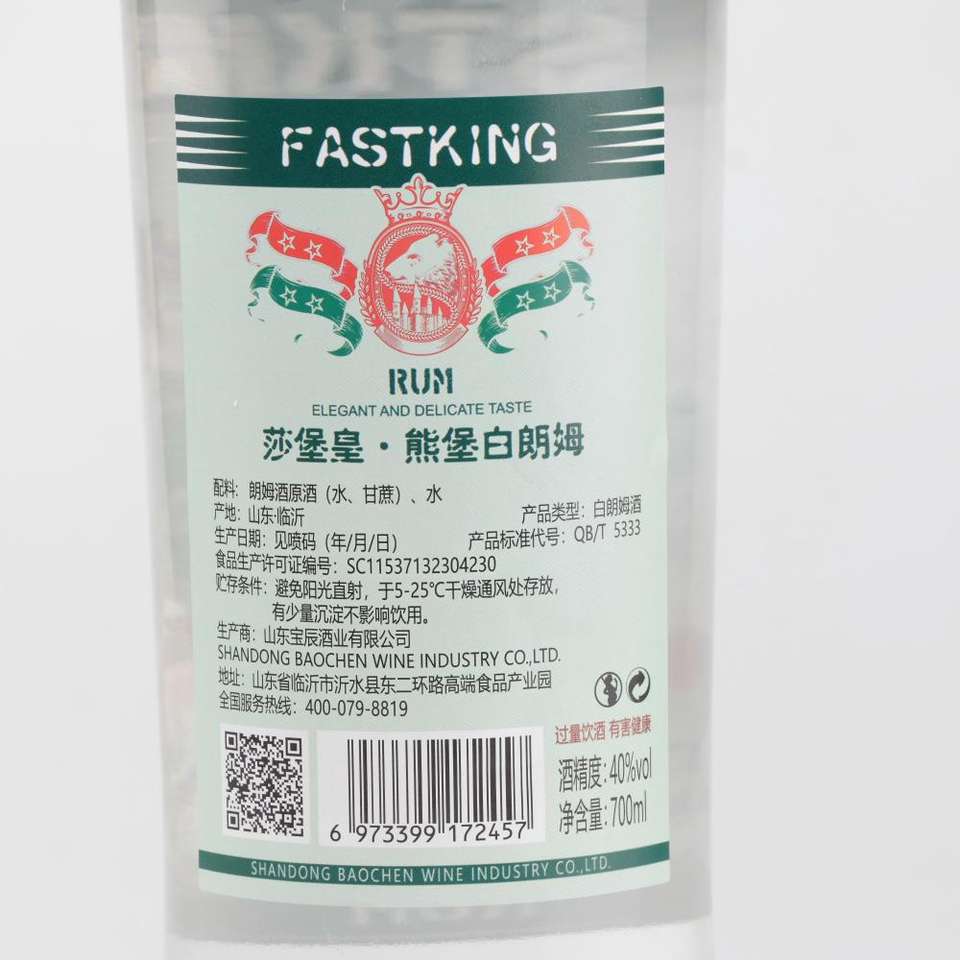 FASTKING
RUM
ELEGANT AND DELICATE TASTE
莎堡皇·熊堡白朗姆
配料：朗姆酒原酒（水、甘蔗）、水
产地：山东·临沂
产品类型：白朗姆酒
生产日期：见喷码（年/月/日）
产品标准代号：QB/T 5333
食品生产许可证编号：SC11537132304230
贮存条件：避免阳光直射，于5-25℃干燥通风处存放，
有少量沉淀不影响饮用。
生产商：山东宝辰酒业有限公司
SHANDONG BAOCHEN WINE INDUSTRY CO.,LTD.
地址：山东省临沂市沂水县东二环路高端食品产业园
全国服务热线：400-079-8819
过量饮酒 有害健康
酒精度：40%vol
净含量：700ml
6 973399 172457
SHANDONG BAOCHEN WINE INDUSTRY CO.,LTD.